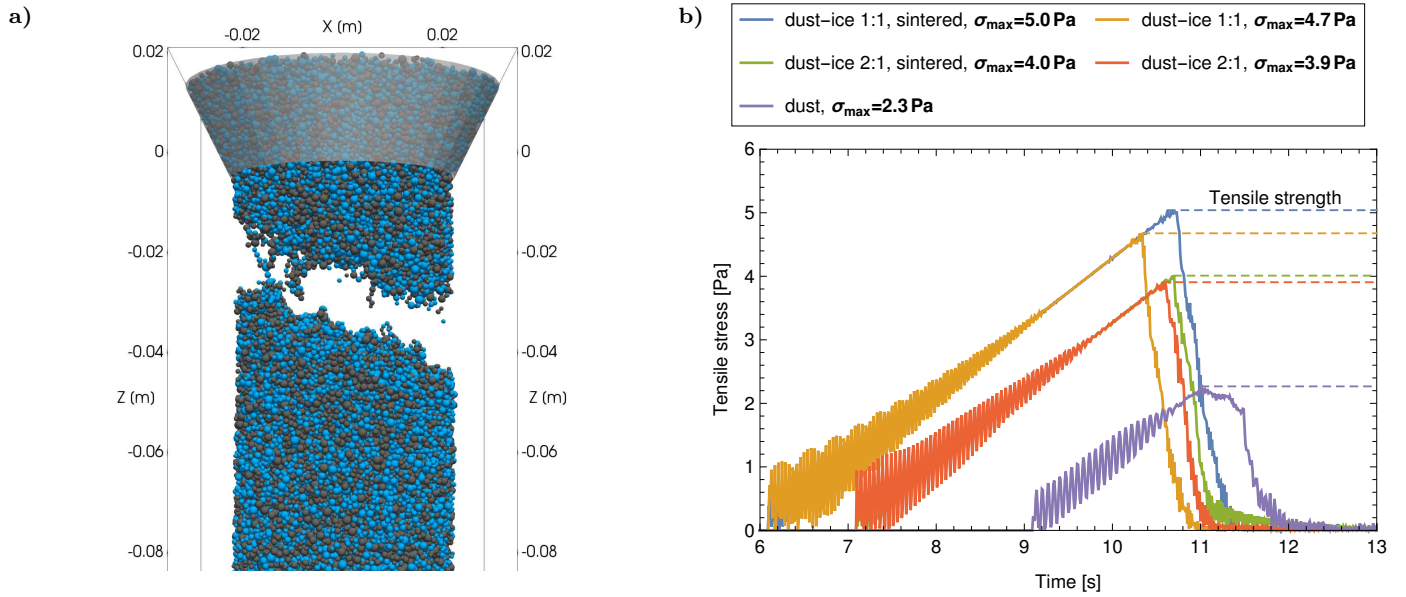 a)
X (m)
-0.02 0.02
0.02 0.02
0 0
-0.02 -0.02
-0.04 -0.04
Z (m) Z (m)
-0.06 -0.06
-0.08 -0.08
b)
dust–ice 1:1, sintered, σmax=5.0 Pa
dust–ice 1:1, σmax=4.7 Pa
dust–ice 2:1, sintered, σmax=4.0 Pa
dust–ice 2:1, σmax=3.9 Pa
dust, σmax=2.3 Pa
Tensile strength
Tensile stress [Pa]
6
5
4
3
2
1
0
6 7 8 9 10 11 12 13
Time [s]